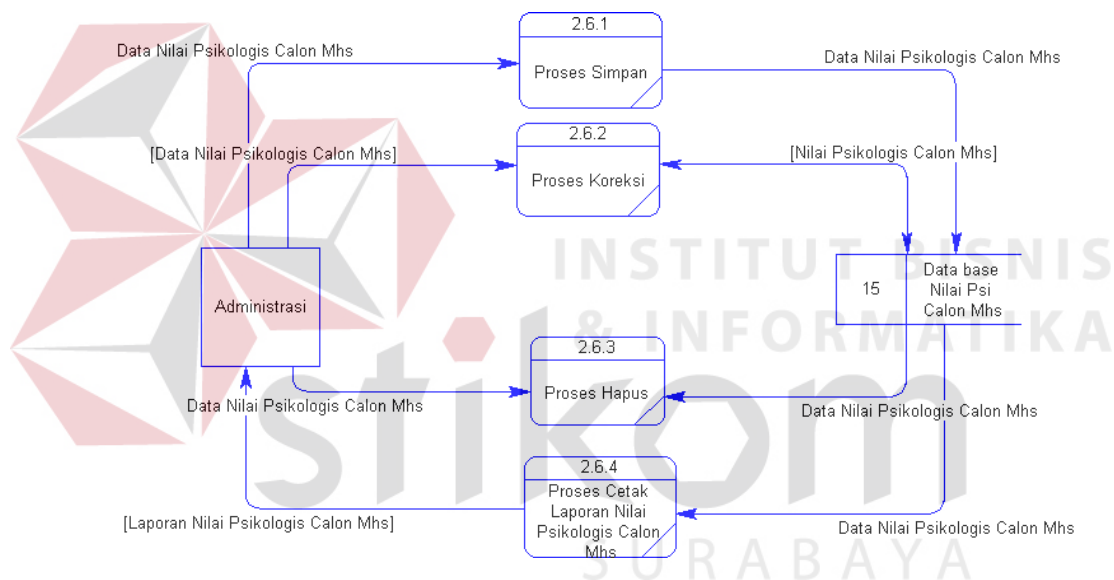 2.6.1
Data Nilai Psikologis Calon Mhs
Proses Simpan
Data Nilai Psikologis Calon Mhs
2.6.2
[Data Nilai Psikologis Calon Mhs]
Proses Koreksi
[Nilai Psikologis Calon Mhs]
INSTITUT BISNIS
& INFORMATIKA
Administrasi
15
Data base
Nilai Psi
Calon Mhs
2.6.3
Proses Hapus
Data Nilai Psikologis Calon Mhs
Data Nilai Psikologis Calon Mhs
stikom
2.6.4
Proses Cetak
Laporan Nilai
Psikologis Calon
Mhs
[Laporan Nilai Psikologis Calon Mhs]
Data Nilai Psikologis Calon Mhs
SURABAYA